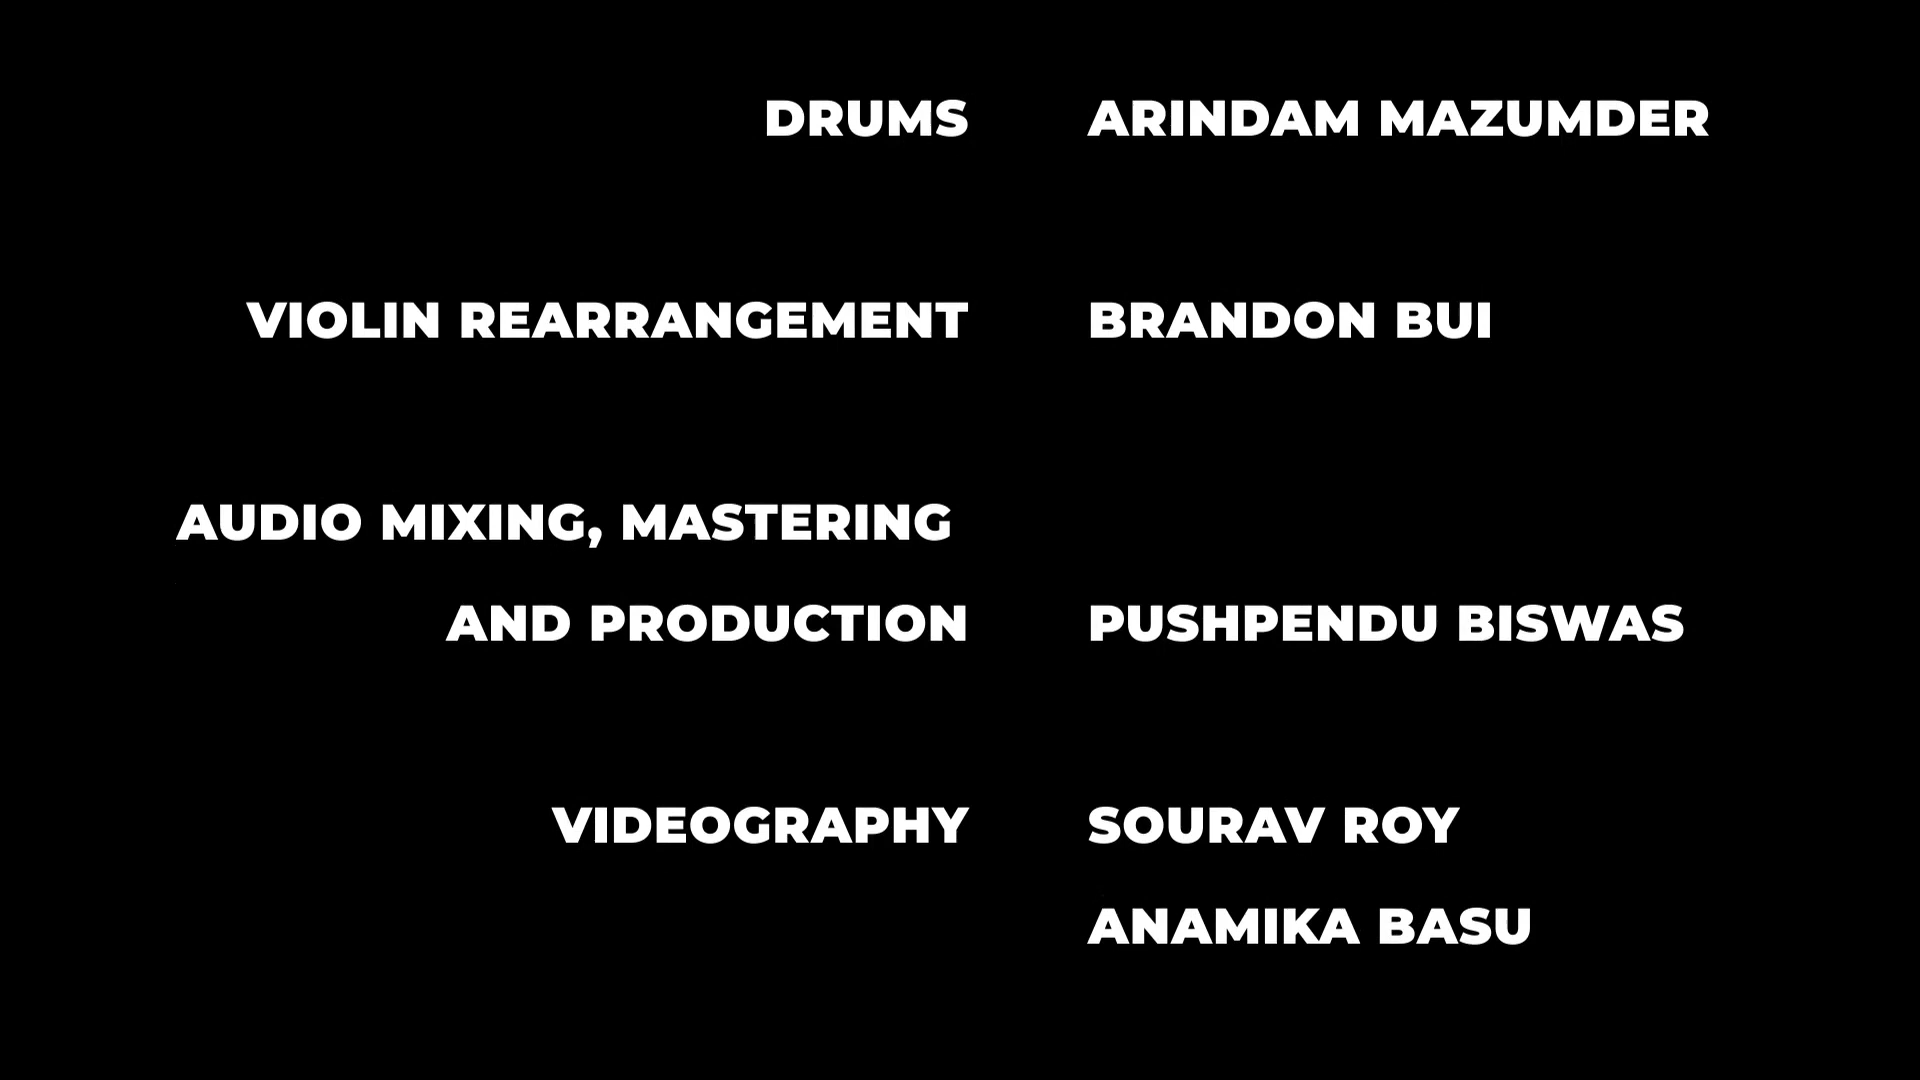 DRUMS ARINDAM MAZUMDER
VIOLIN REARRANGEMENT BRANDON BUI
AUDIO MIXING, MASTERING
AND PRODUCTION PUSHPENDU BISWAS
VIDEOGRAPHY SOURAV ROY
ANAMIKA BASU